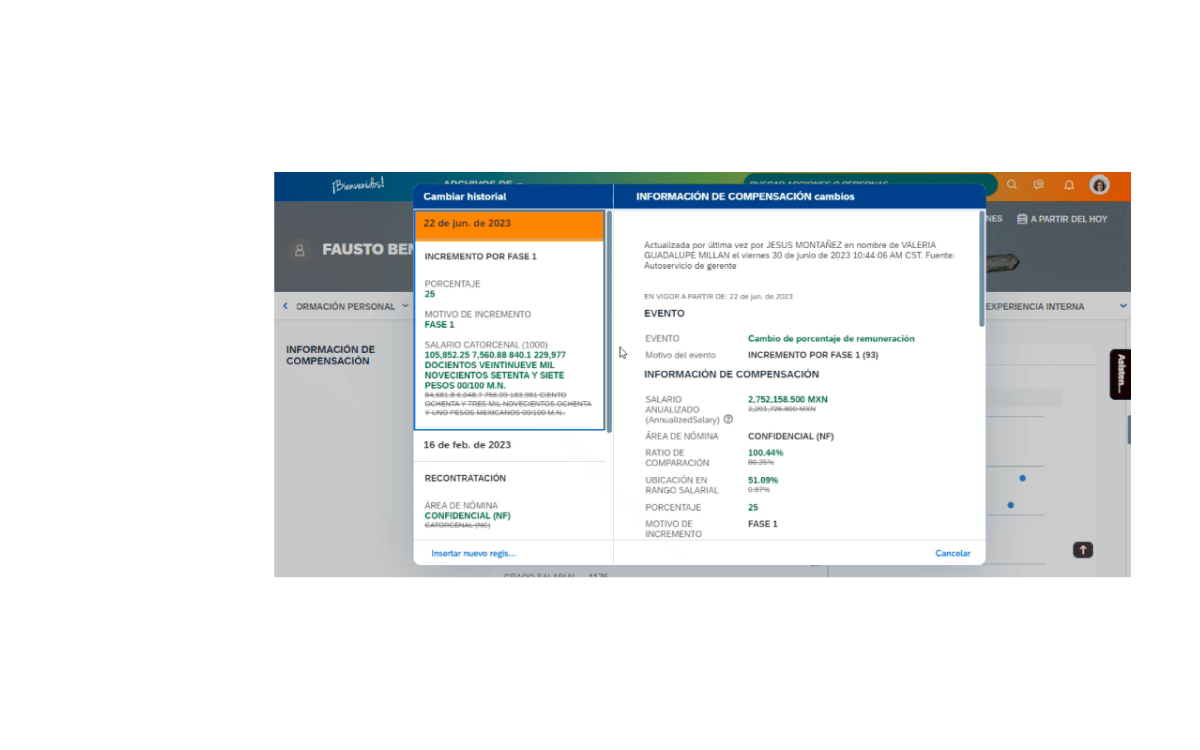 ¡Bienvenidos!
ARCHIVOS DE
BUSCAR ACCIONES O PERSONAS
Cambiar historial
INFORMACIÓN DE COMPENSACIÓN cambios
22 de jun. de 2023
NES
A PARTIR DEL HOY
FAUSTO BEN
INCREMENTO POR FASE 1
Actualizada por última vez por JESUS MONTAÑEZ en nombre de VALERIA
GUADALUPE MILLAN el viernes 30 de junio de 2023 10:44:06 AM CST. Fuente:
Autoservicio de gerente
PORCENTAJE
25
EN VIGOR A PARTIR DE: 22 de jun. de 2023
ORMACIÓN PERSONAL
EXPERIENCIA INTERNA
MOTIVO DE INCREMENTO
FASE 1
EVENTO
EVENTO
Cambio de porcentaje de remuneración
INFORMACIÓN DE
COMPENSACIÓN
SALARIO CATORCENAL (1000)
105,852.25 7,560.88 840.1 229,977
DOCIENTOS VEINTINUEVE MIL
NOVECIENTOS SETENTA Y SIETE
PESOS 00/100 M.N.
84,681.8 6,048.7 756.09 183,981 CIENTO
OCHENTA Y TRES MIL NOVECIENTOS OCHENTA
Y UNO PESOS MEXICANOS 00/100 M.N..
Motivo del evento
INCREMENTO POR FASE 1 (93)
INFORMACIÓN DE COMPENSACIÓN
Asisten...
SALARIO
ANUALIZADO
(AnnualizedSalary)
2,752,158.500 MXN
2,201,726.800 MXN
ÁREA DE NÓMINA
CONFIDENCIAL (NF)
16 de feb. de 2023
RATIO DE
COMPARACIÓN
100.44%
80.35%
RECONTRATACIÓN
UBICACIÓN EN
RANGO SALARIAL
51.09%
0.87%
ÁREA DE NÓMINA
CONFIDENCIAL (NF)
CATORCENAL (NC)
PORCENTAJE
25
MOTIVO DE
INCREMENTO
FASE 1
Insertar nuevo regis...
Cancelar
GRADO SALARIAL
1176